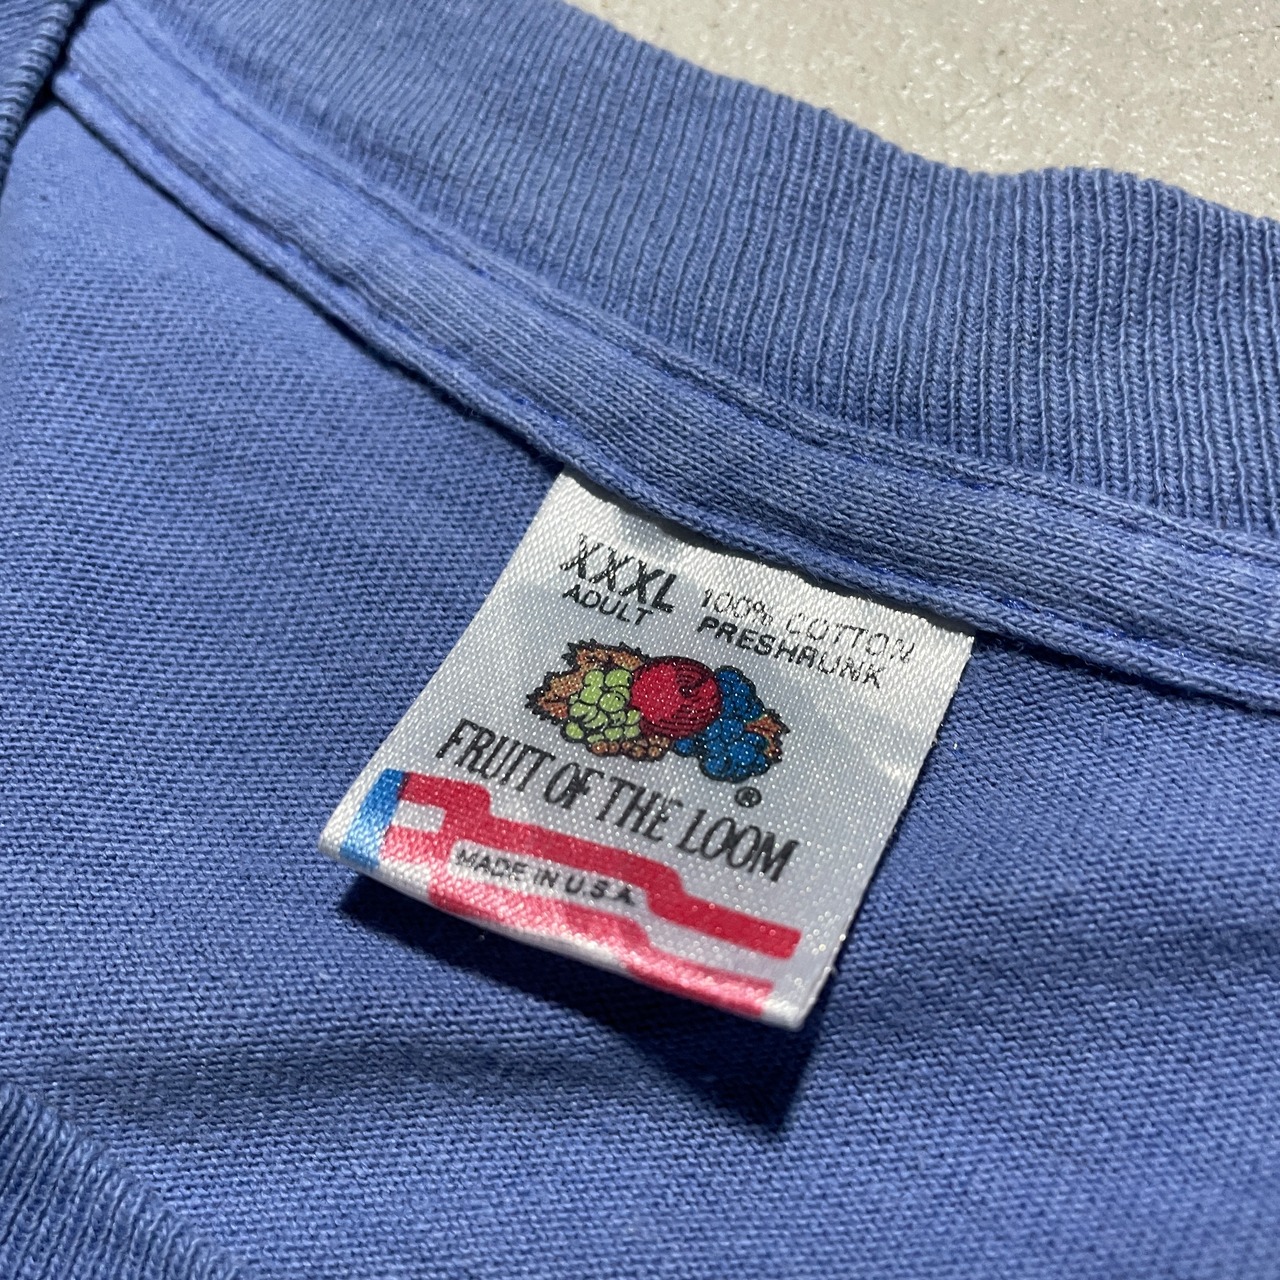 XXXL 100% COTTON
ADULT PRESHRUNK
FRUIT OF THE LOOM®
MADE IN U.S.A.